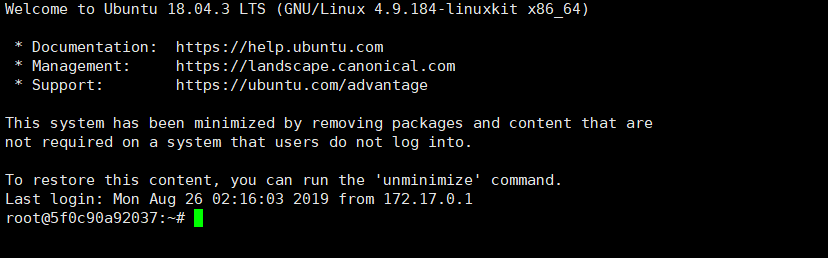 Welcome to Ubuntu 18.04.3 LTS (GNU/Linux 4.9.184-linuxkit x86_64)
* Documentation:  https://help.ubuntu.com
* Management:     https://landscape.canonical.com
* Support:        https://ubuntu.com/advantage
This system has been minimized by removing packages and content that are
not required on a system that users do not log into.
To restore this content, you can run the 'unminimize' command.
Last login: Mon Aug 26 02:16:03 2019 from 172.17.0.1
root@5f0c90a92037:~#